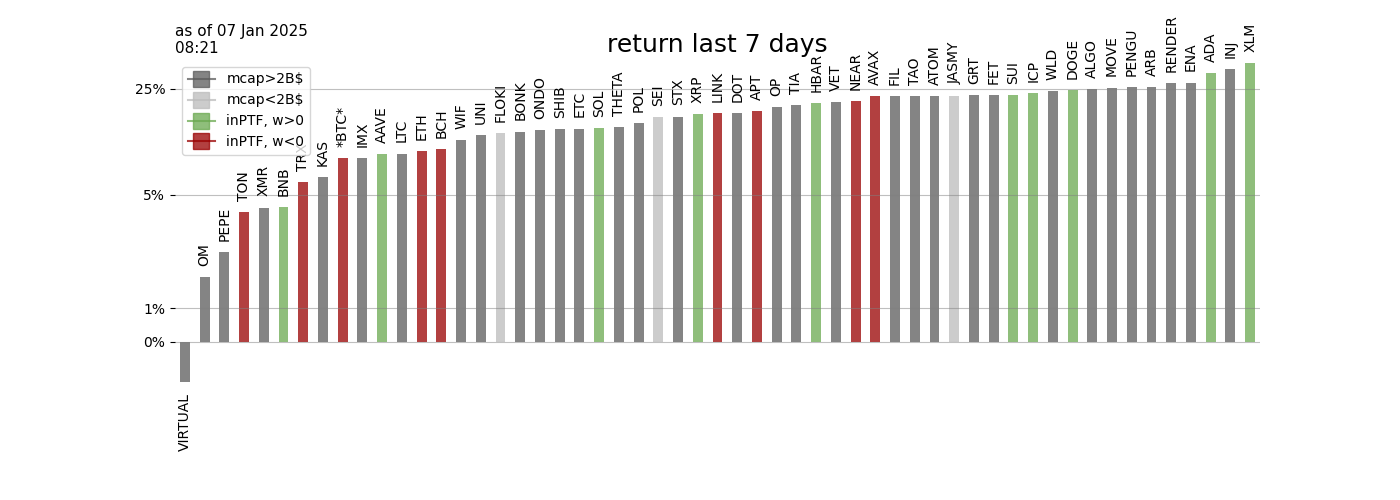 as of 07 Jan 2025
08:21
return last 7 days
mcap>2B$
mcap<2B$
inPTF, w>0
inPTF, w<0
25%
5%
1%
0%
VIRTUAL
OM
PEPE
TON
XMR
BNB
TRX
KAS
*BTC*
IMX
AAVE
LTC
ETH
BCH
WIF
UNI
FLOKI
BONK
ONDO
SHIB
ETC
SOL
THETA
POL
SEI
STX
XRP
LINK
DOT
APT
OP
TIA
HBAR
VET
NEAR
AVAX
FIL
TAO
ATOM
JASMY
GRT
FET
SUI
ICP
WLD
DOGE
ALGO
MOVE
PENGU
ARB
RENDER
ENA
ADA
INJ
XLM